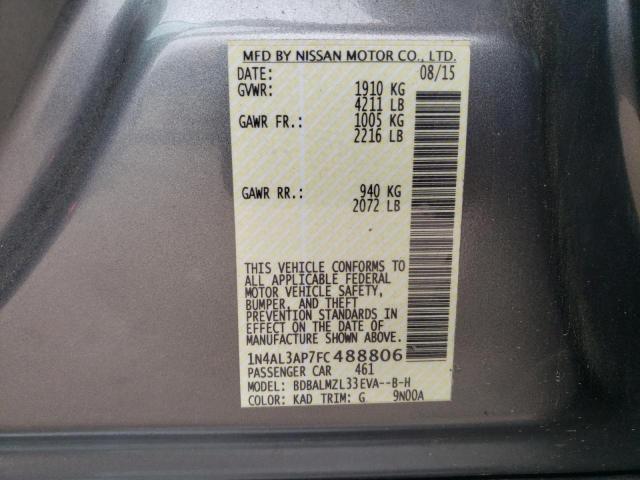 MFD BY NISSAN MOTOR CO., LTD.
DATE: 08/15
GVWR: 1910 KG
4211 LB
GAWR FR.: 1005 KG
2216 LB
GAWR RR.: 940 KG
2072 LB
THIS VEHICLE CONFORMS TO
ALL APPLICABLE FEDERAL
MOTOR VEHICLE SAFETY,
BUMPER, AND THEFT
PREVENTION STANDARDS IN
EFFECT ON THE DATE OF
MANUFACTURE SHOWN ABOVE.
1N4AL3AP7FC488806
PASSENGER CAR 461
MODEL: BDBALMZL33EVA--B-H
COLOR: KAD TRIM: G 9N00A